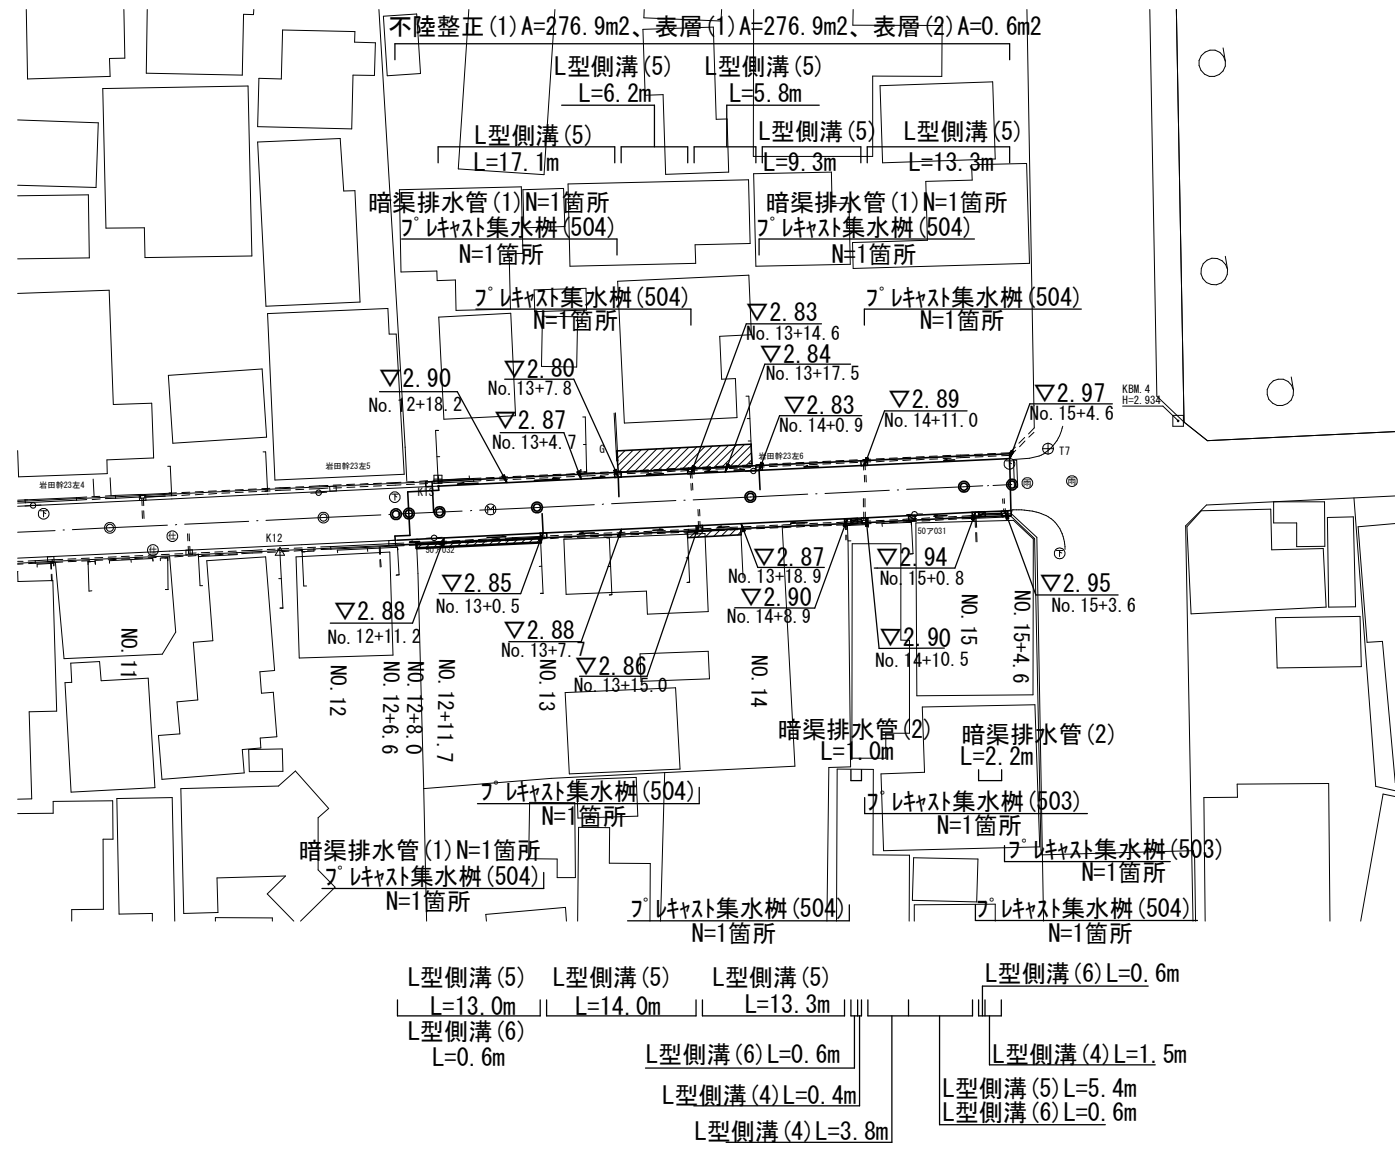 不陸整正(1)A=276.9m2、表層(1)A=276.9m2、表層(2)A=0.6m2
L型側溝(5)
L=6.2m
L型側溝(5)
L=5.8m
L型側溝(5)
L=17.1m
L型側溝(5)
L=9.3m
L型側溝(5)
L=13.3m
暗渠排水管(1)N=1箇所
プレキャスト集水桝(504)
N=1箇所
暗渠排水管(1)N=1箇所
プレキャスト集水桝(504)
N=1箇所
プレキャスト集水桝(504)
N=1箇所
プレキャスト集水桝(504)
N=1箇所
▽2.83
No.13+14.6
▽2.84
No.13+17.5
▽2.90
No.12+18.2
▽2.80
No.13+7.8
▽2.87
No.13+4.7
▽2.83
No.14+0.9
▽2.89
No.14+11.0
▽2.97
No.15+4.6
KBM.4
H=2.934
T7
G
岩田幹23左4
岩田幹23左5
岩田幹23左6
K13
K12
50ア032
50ア031
下
下
下
下
M
▽2.88
No.12+11.2
▽2.85
No.13+0.5
▽2.88
No.13+7.7
▽2.86
No.13+15.0
▽2.87
No.13+18.9
▽2.90
No.14+8.9
▽2.94
No.15+0.8
▽2.90
No.14+10.5
▽2.95
No.15+3.6
NO.11
NO.12
NO.12+6.6
NO.12+8.0
NO.12+11.7
NO.13
NO.14
NO.15
NO.15+4.6
暗渠排水管(2)
L=1.0m
暗渠排水管(2)
L=2.2m
プレキャスト集水桝(504)
N=1箇所
プレキャスト集水桝(503)
N=1箇所
暗渠排水管(1)N=1箇所
プレキャスト集水桝(504)
N=1箇所
プレキャスト集水桝(503)
N=1箇所
プレキャスト集水桝(504)
N=1箇所
プレキャスト集水桝(504)
N=1箇所
L型側溝(5)
L=13.0m
L型側溝(6)
L=0.6m
L型側溝(5)
L=14.0m
L型側溝(5)
L=13.3m
L型側溝(6)L=0.6m
L型側溝(6)L=0.6m
L型側溝(4)L=1.5m
L型側溝(4)L=0.4m
L型側溝(5)L=5.4m
L型側溝(6)L=0.6m
L型側溝(4)L=3.8m